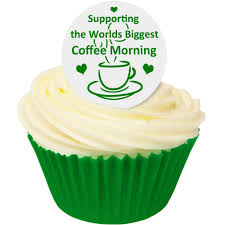 Supporting
the Worlds Biggest
Coffee Morning